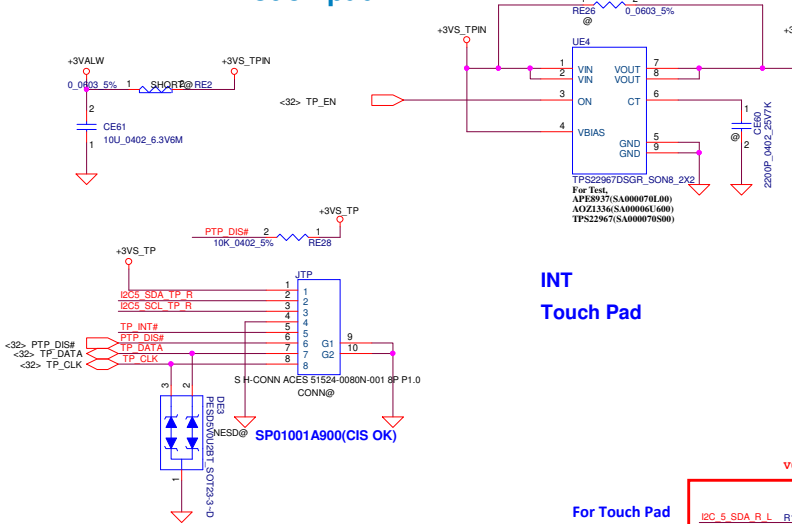 RE26 0_0603_5%
@
+3VS_TPIN
UE4
1 VIN VOUT 7
2 VIN VOUT 8
3 ON CT 6
4 VBIAS
GND 5
GND 9
<32> TP_EN
1
CE60
@
2
2200P_0402_25V7K
TPS22967DSGR_SON8_2X2
For Test,
APE8937(SA000070L00)
AOZ1336(SA00006U600)
TPS22967(SA000070S00)
+3VALW
+3VS_TPIN
0_0603_5% 1 SHORT@ 2 RE2
2
CE61
10U_0402_6.3V6M
1
+3VS_TP
PTP_DIS# 2 1
10K_0402_5% RE28
+3VS_TP
JTP
1 1
I2C5_SDA_TP_R 2 2
I2C5_SCL_TP_R 3 3
4 4
TP_INT# 5 5
<32> PTP_DIS# PTP_DIS# 6 6 G1 9
<32> TP_DATA TP_DATA 7 7 G2 10
<32> TP_CLK TP_CLK 8 8
S H-CONN ACES 51524-0080N-001 8P P1.0
CONN@
SP01001A900(CIS OK)
3 2
DE3
PESD5V0U2BT_SOT23-3~D
NESD@
1
INT
Touch Pad
For Touch Pad
I2C_5_SDA_R_L